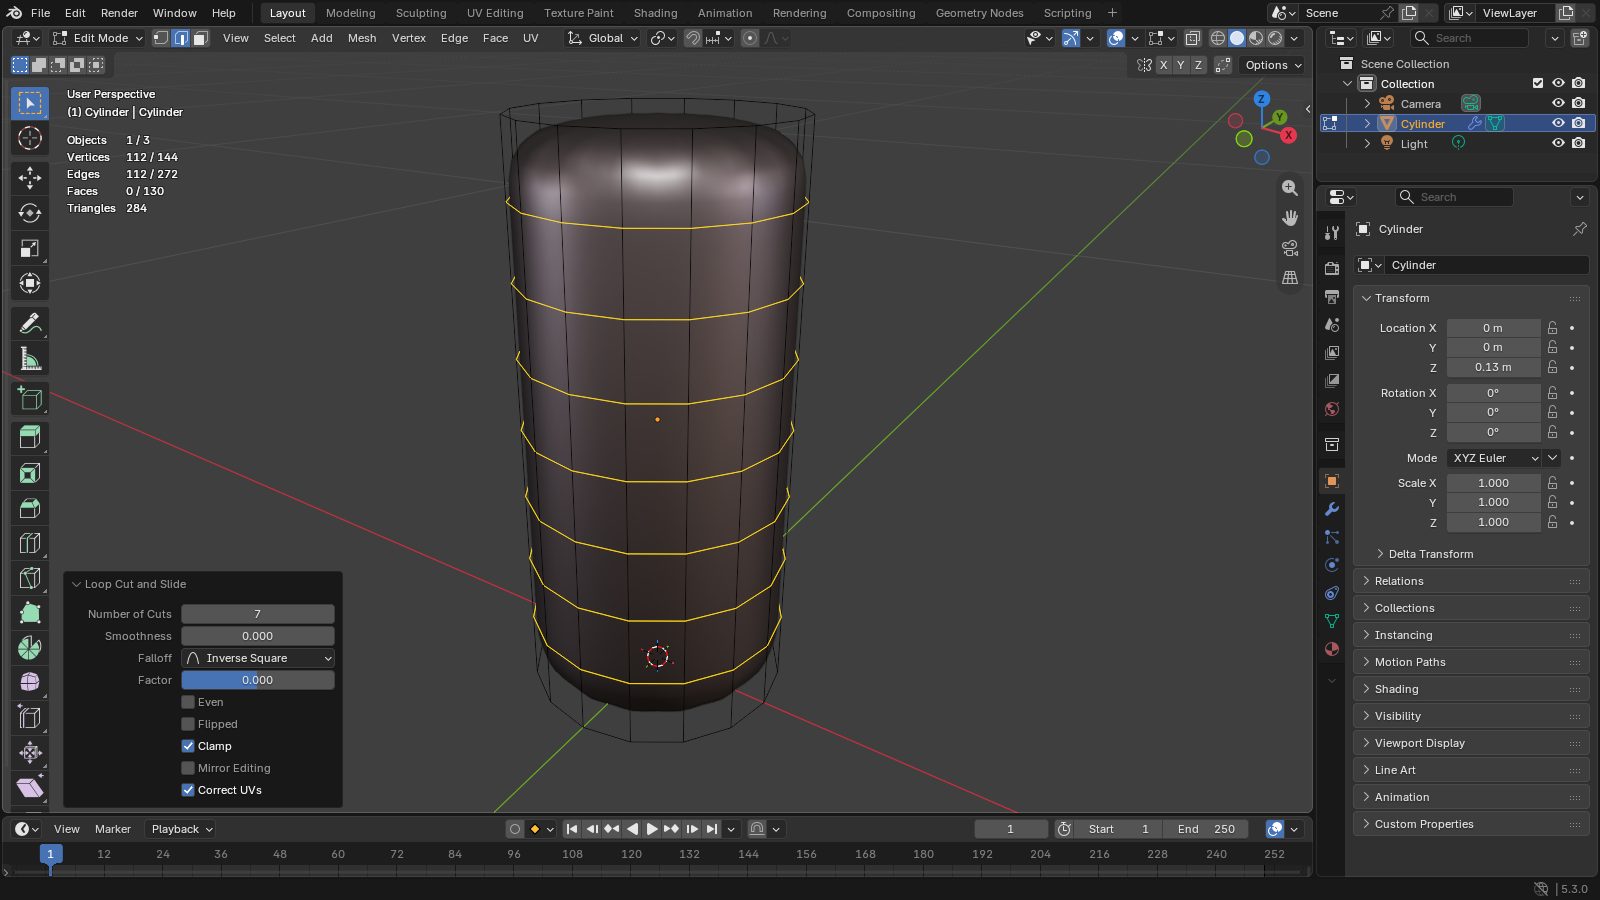 File Edit Render Window Help Layout Modeling Sculpting UV Editing Texture Paint Shading Animation Rendering Compositing Geometry Nodes Scripting + Scene ViewLayer
Edit Mode View Select Add Mesh Vertex Edge Face UV Global Search
X Y Z Options
Scene Collection
Collection
Camera
Cylinder
Light
User Perspective
(1) Cylinder | Cylinder
Objects 1 / 3
Vertices 112 / 144
Edges 112 / 272
Faces 0 / 130
Triangles 284
Z
Y
X
Loop Cut and Slide
Number of Cuts 7
Smoothness 0.000
Falloff Inverse Square
Factor 0.000
Even
Flipped
Clamp
Mirror Editing
Correct UVs
Search
Cylinder
Cylinder
Transform
Location X 0 m
Y 0 m
Z 0.13 m
Rotation X 0°
Y 0°
Z 0°
Mode XYZ Euler
Scale X 1.000
Y 1.000
Z 1.000
Delta Transform
Relations
Collections
Instancing
Motion Paths
Shading
Visibility
Viewport Display
Line Art
Animation
Custom Properties
View Marker Playback 1 Start 1 End 250
1 12 24 36 48 60 72 84 96 108 120 132 144 156 168 180 192 204 216 228 240 252
5.3.0